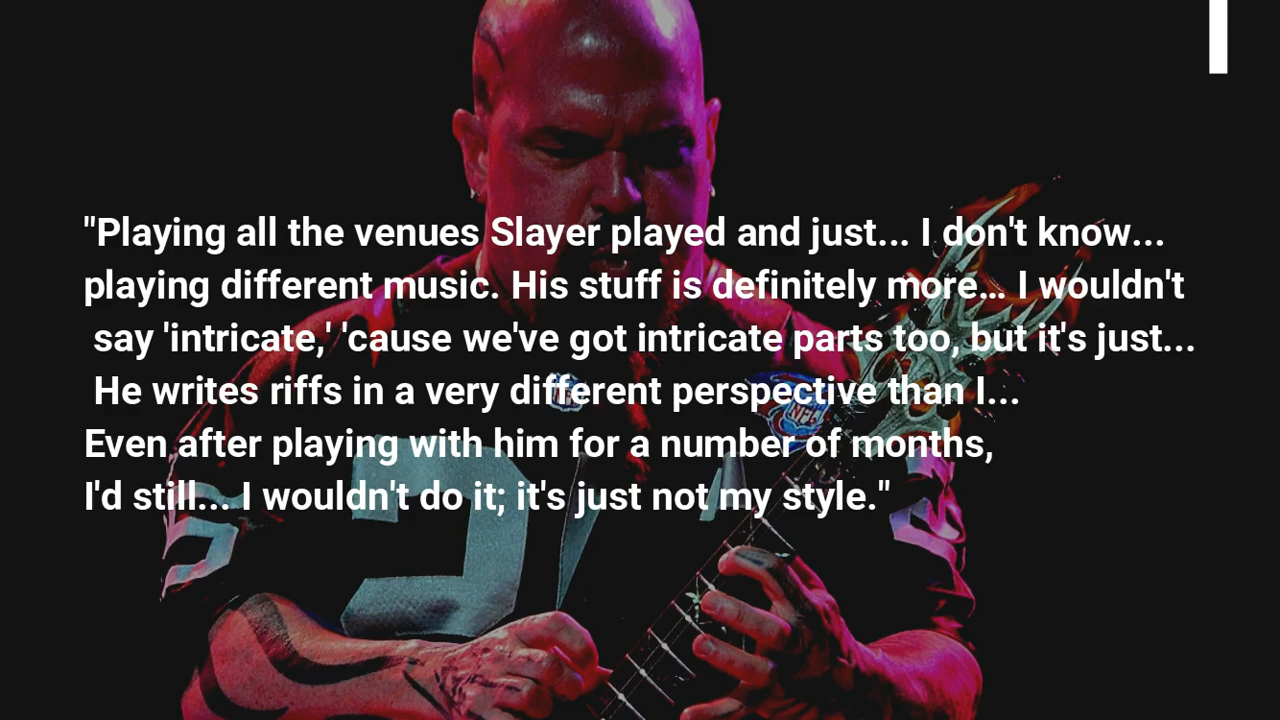 "Playing all the venues Slayer played and just... I don't know...
playing different music. His stuff is definitely more... I wouldn't
say 'intricate,' 'cause we've got intricate parts too, but it's just...
He writes riffs in a very different perspective than I...
Even after playing with him for a number of months,
I'd still... I wouldn't do it; it's just not my style."
NFL
NFL